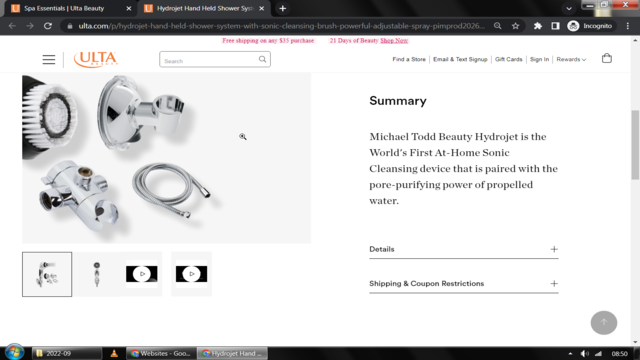 Spa Essentials | Ulta Beauty
Hydrojet Hand Held Shower Syst
Incognito
ulta.com/p/hydrojet-hand-held-shower-system-with-sonic-cleansing-brush-powerful-adjustable-spray-pimprod2026...
Free shipping on any $35 purchase
21 Days of Beauty Shop Now
ULTA
BEAUTY
Search
Find a Store
Email & Text Signup
Gift Cards
Sign In
Rewards
Summary
Michael Todd Beauty Hydrojet is the
World's First At-Home Sonic
Cleansing device that is paired with the
pore-purifying power of propelled
water.
Details
Shipping & Coupon Restrictions
2022-09
Websites - Goo...
Hydrojet Hand ...
08:50